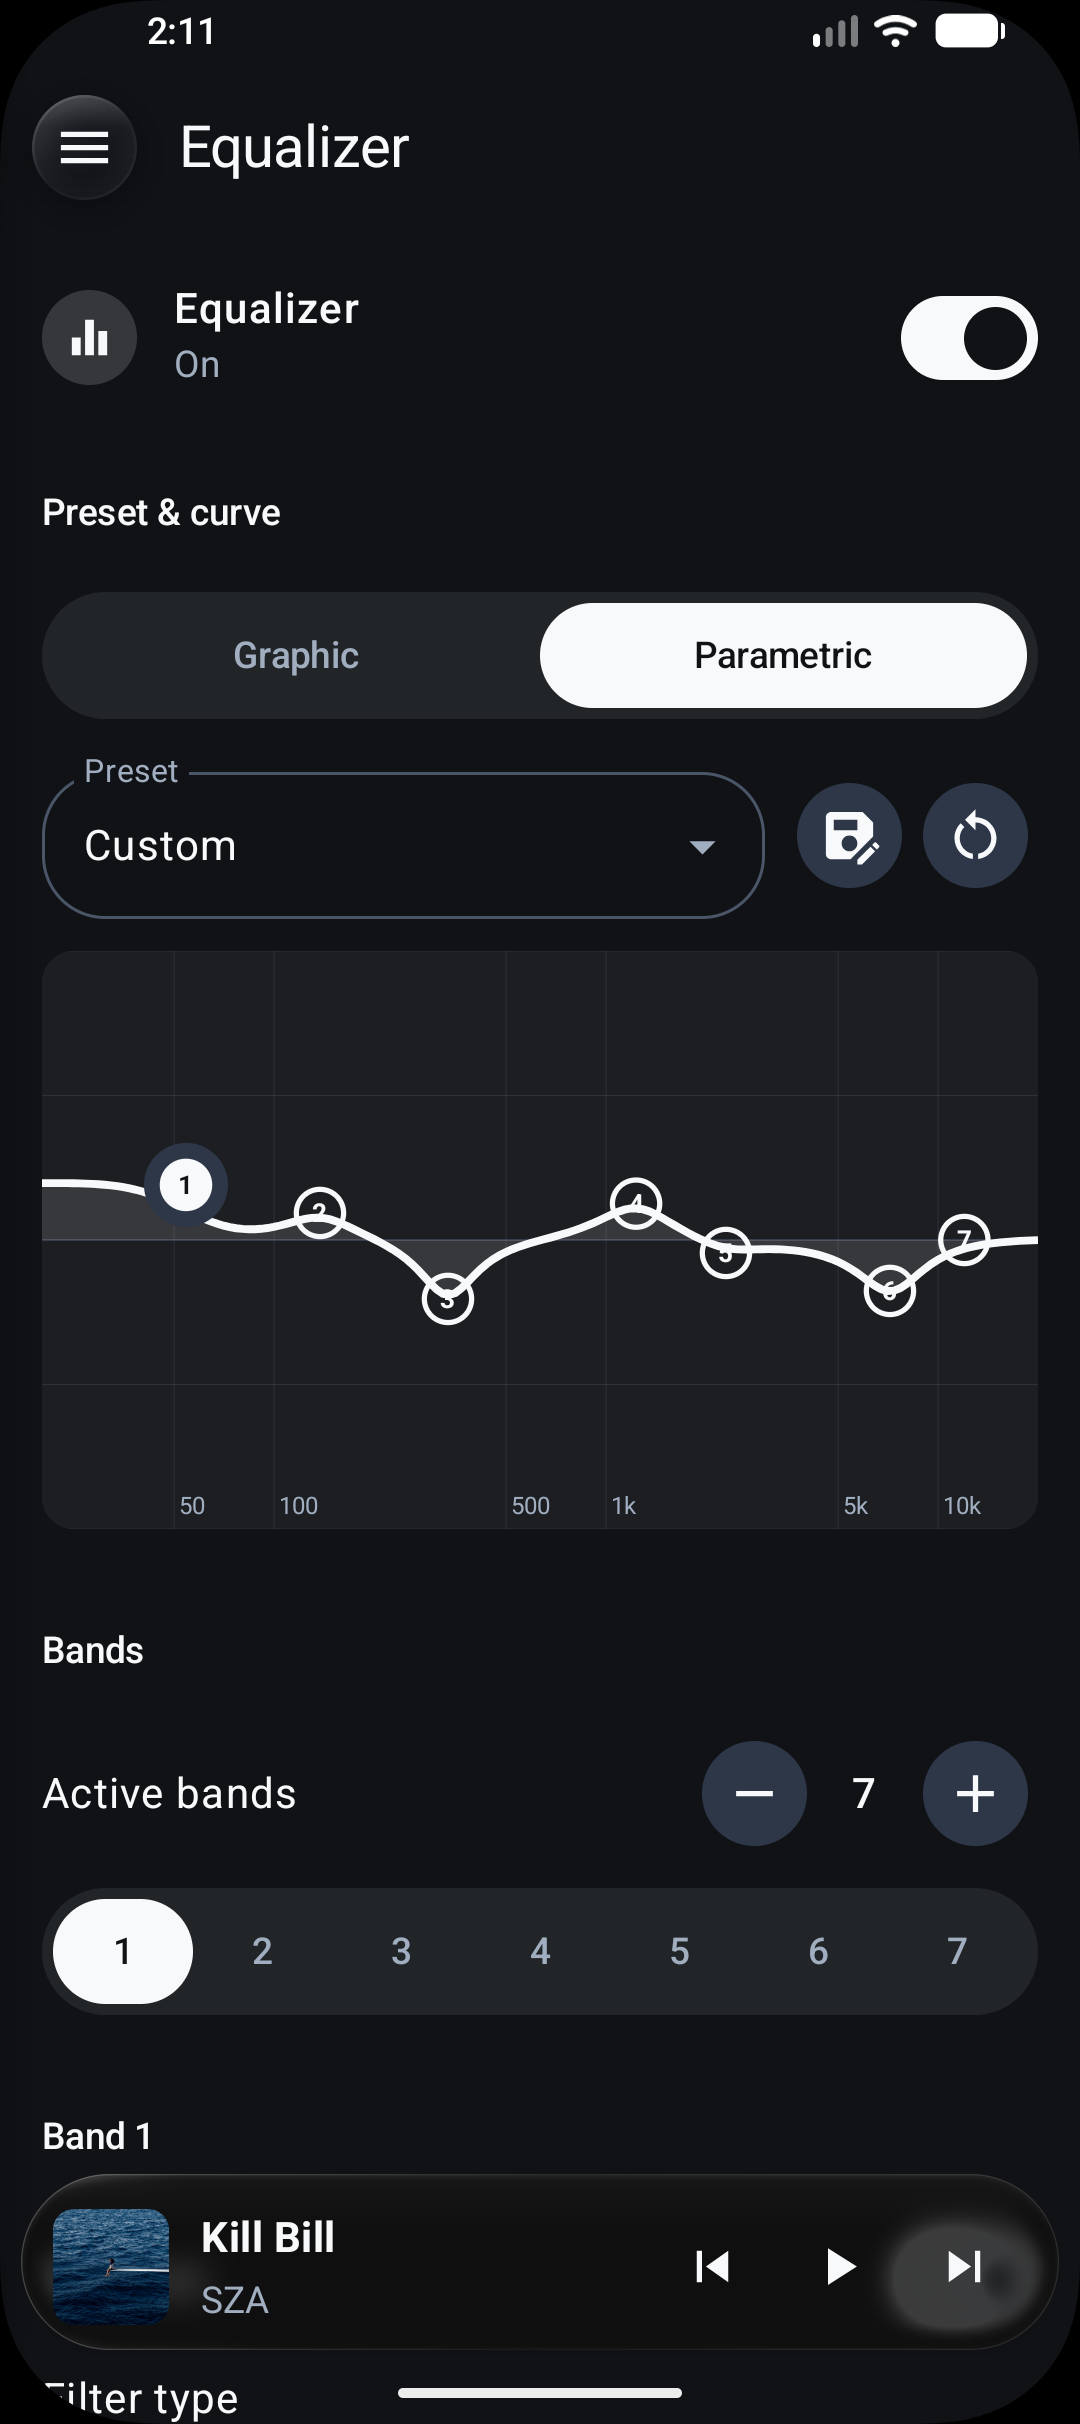 2:11
Equalizer
Equalizer
On
Preset & curve
Graphic
Parametric
Preset
Custom
1
2
3
4
5
6
7
50
100
500
1k
5k
10k
Bands
Active bands
7
1
2
3
4
5
6
7
Band 1
Kill Bill
SZA
Filter type